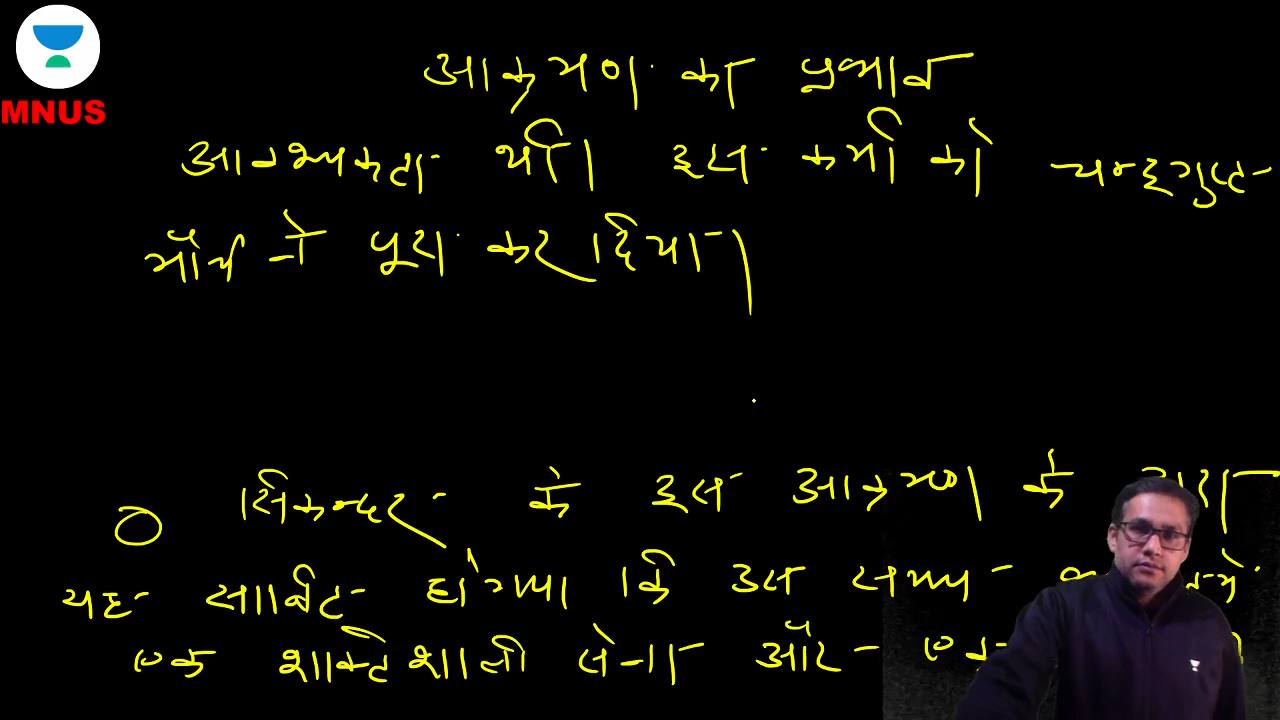 MNUS
आक्रमण का प्रभाव
आवश्यकता थी। इस कमी को चन्द्रगुप्त
मौर्य ने पूरा कर दिया।
सिकन्दर के इस आक्रमण के द्वारा
यह साबित हो गया कि उस समय
एक शक्तिशाली सेना और एक